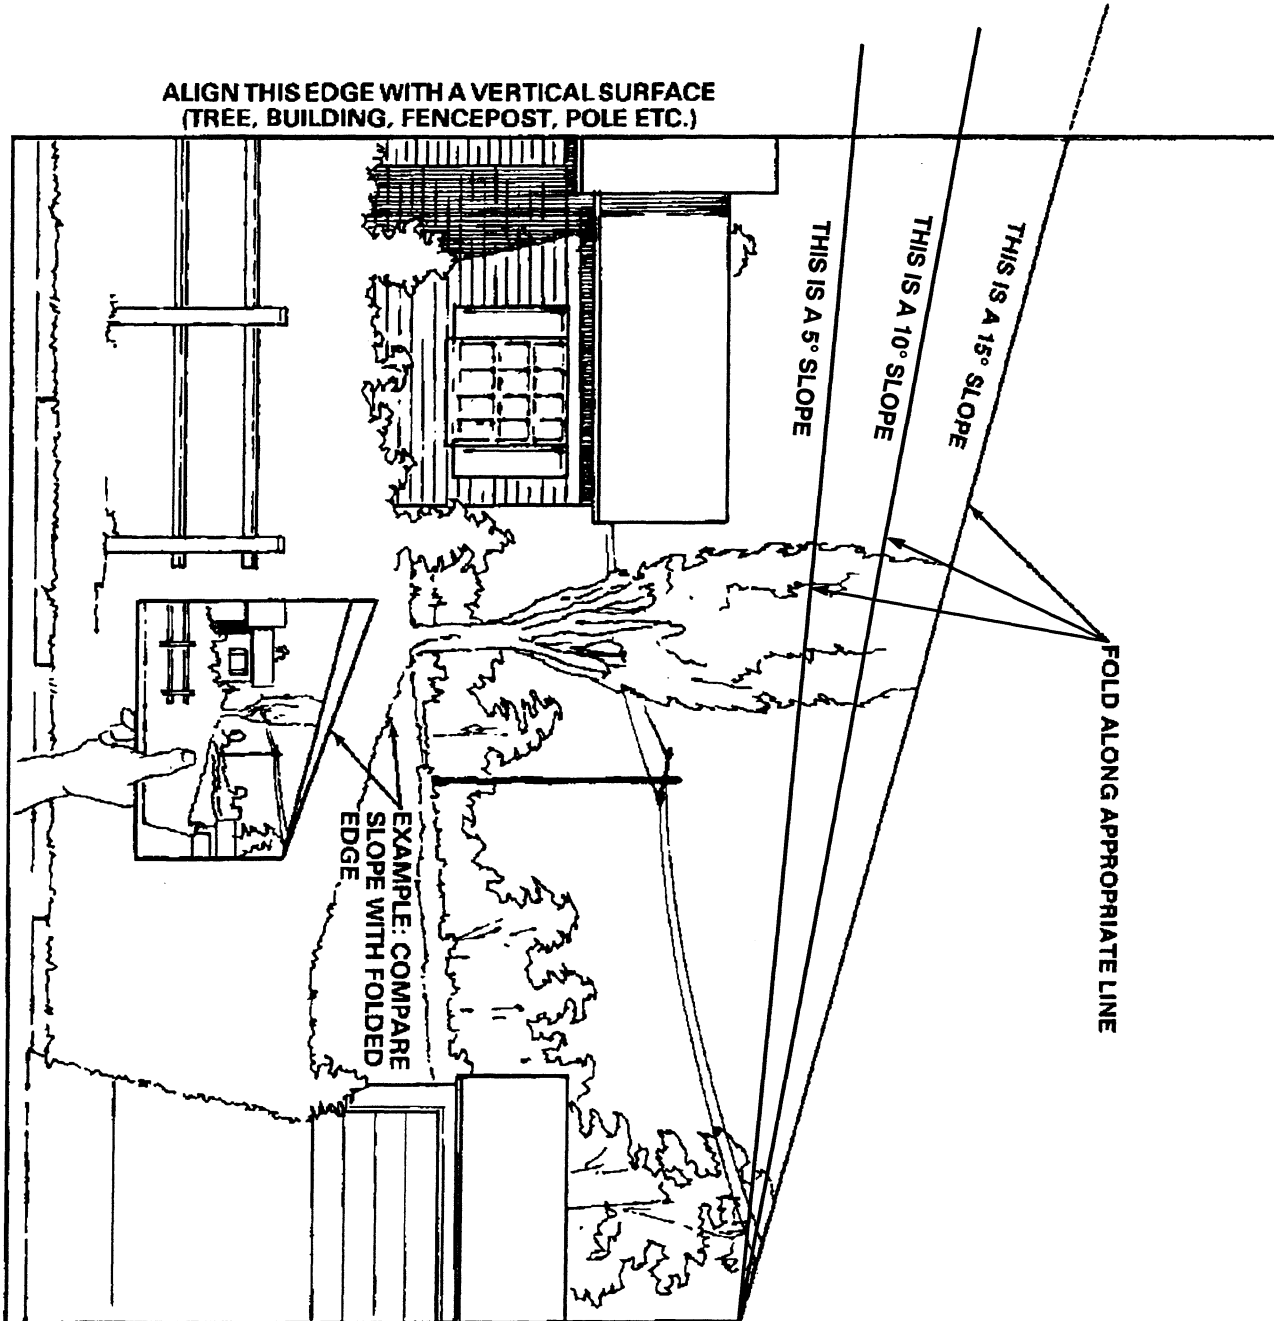 ALIGN THIS EDGE WITH A VERTICAL SURFACE
(TREE, BUILDING, FENCEPOST, POLE ETC.)
THIS IS A 15° SLOPE
THIS IS A 10° SLOPE
THIS IS A 5° SLOPE
FOLD ALONG APPROPRIATE LINE
EXAMPLE: COMPARE
SLOPE WITH FOLDED
EDGE